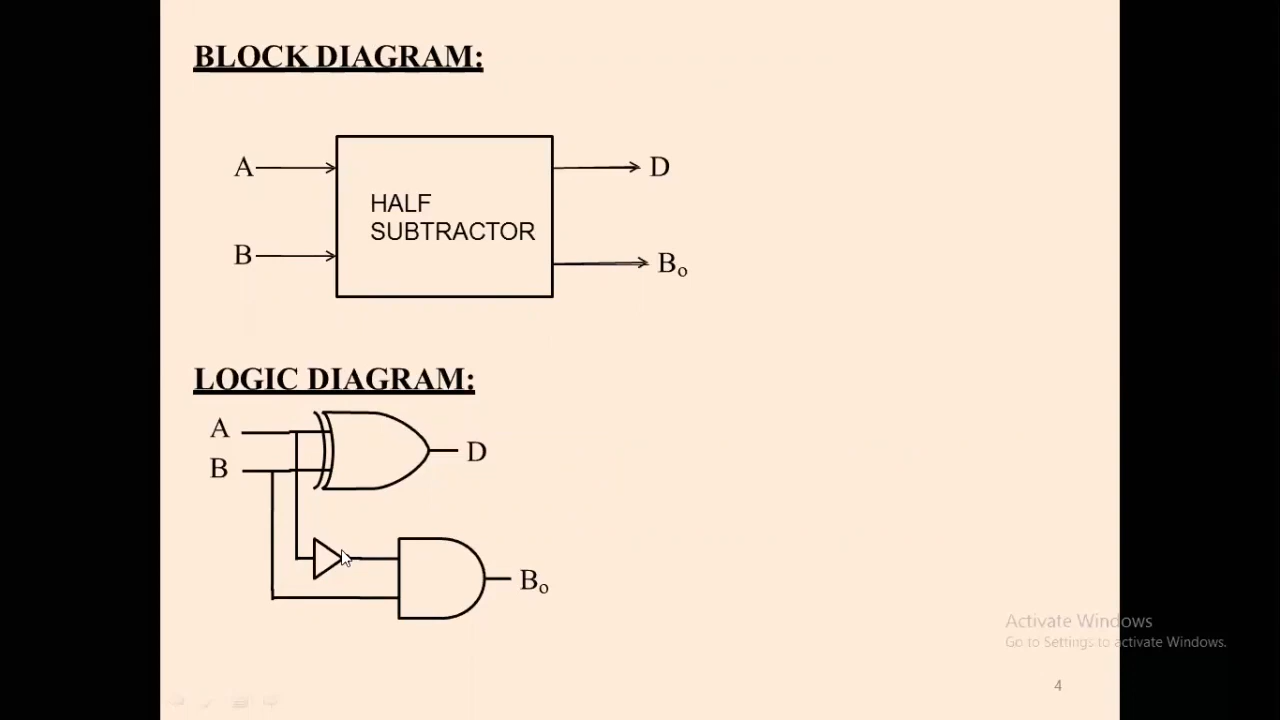 BLOCK DIAGRAM:
A
D
HALF
SUBTRACTOR
B
Bₒ
LOGIC DIAGRAM:
A
B
D
Bₒ
Activate Windows
Go to Settings to activate Windows.
4